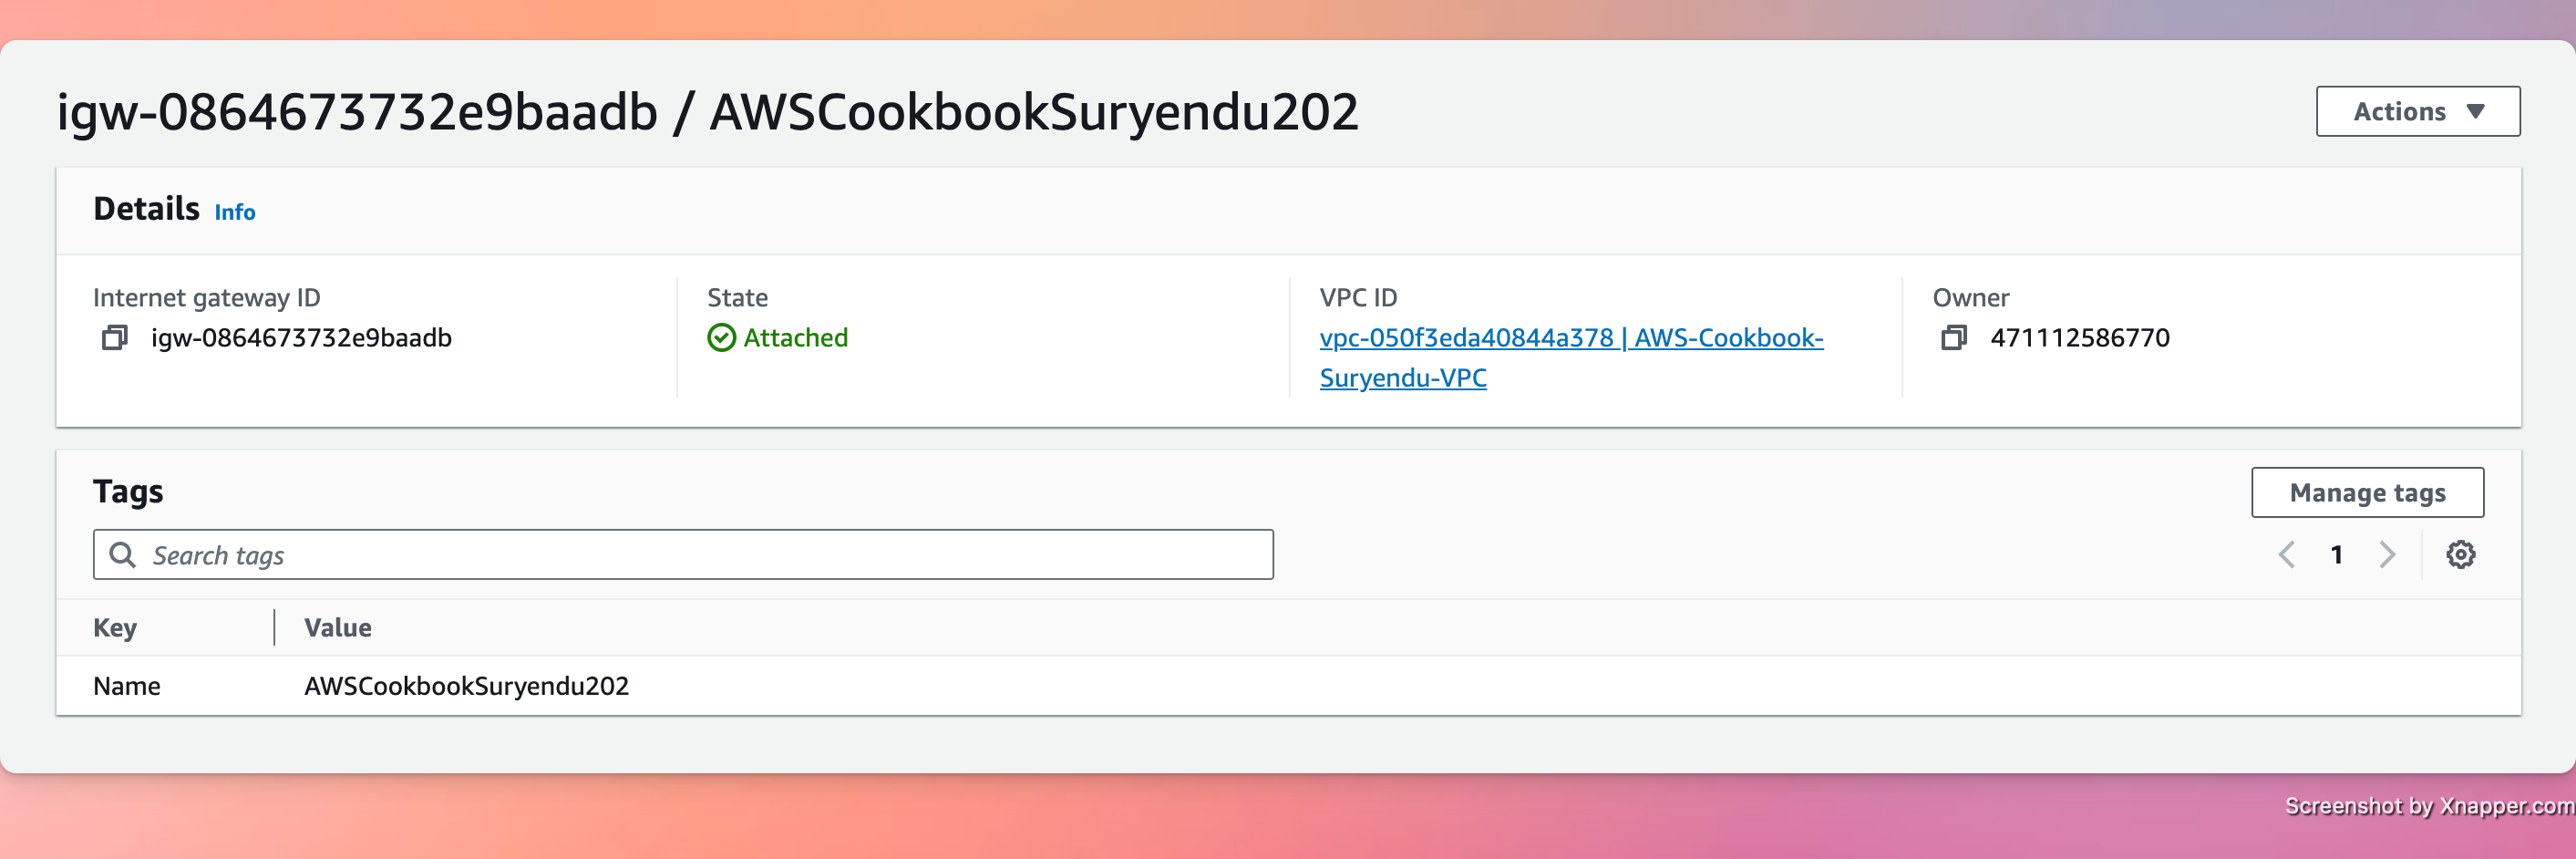 igw-0864673732e9baadb / AWSCookbookSuryendu202
Actions
Details Info
Internet gateway ID
igw-0864673732e9baadb
State
Attached
VPC ID
vpc-050f3eda40844a378 | AWS-Cookbook-
Suryendu-VPC
Owner
471112586770
Tags
Manage tags
Search tags
1
Key Value
Name AWSCookbookSuryendu202
Screenshot by Xnapper.com